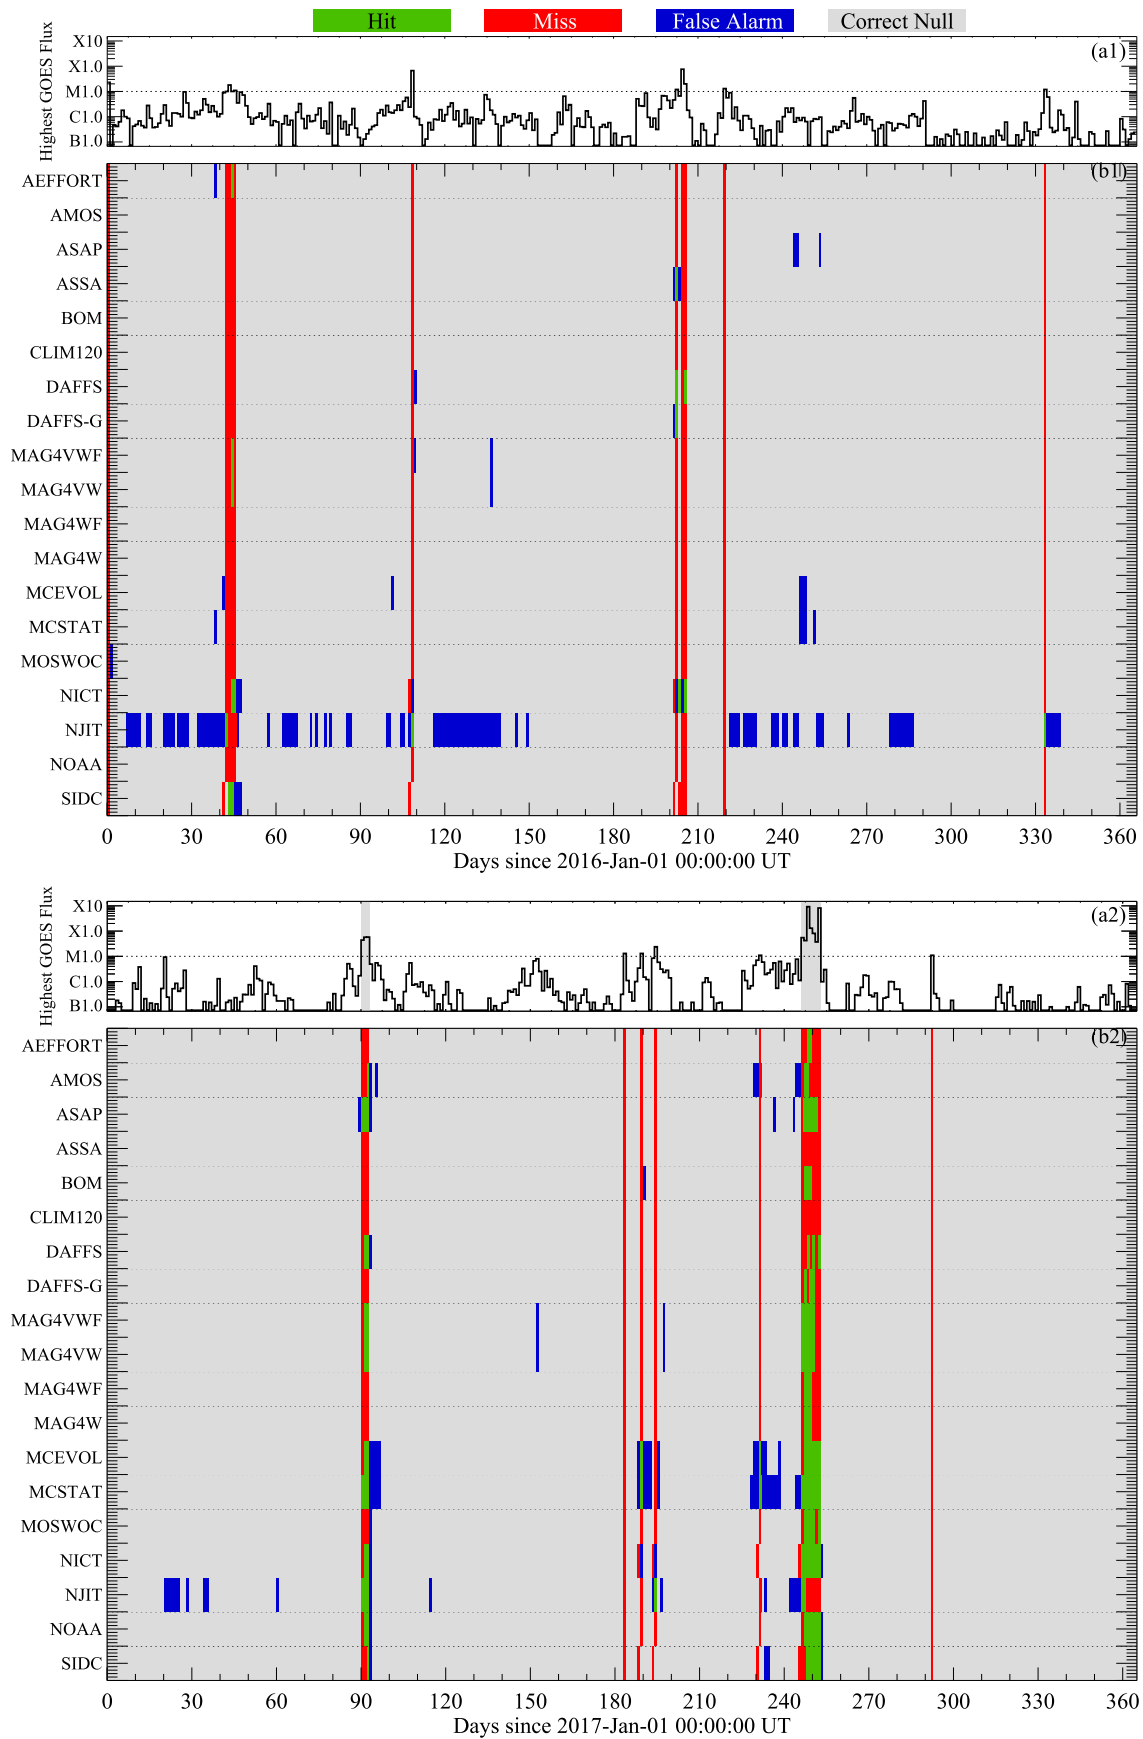 Hit Miss False Alarm Correct Null
Highest GOES Flux
X10
X1.0
M1.0
C1.0
B1.0
(a1)
(b1)
AEFFORT
AMOS
ASAP
ASSA
BOM
CLIM120
DAFFS
DAFFS-G
MAG4VWF
MAG4VW
MAG4WF
MAG4W
MCEVOL
MCSTAT
MOSWOC
NICT
NJIT
NOAA
SIDC
0 30 60 90 120 150 180 210 240 270 300 330 360
Days since 2016-Jan-01 00:00:00 UT
Highest GOES Flux
X10
X1.0
M1.0
C1.0
B1.0
(a2)
(b2)
AEFFORT
AMOS
ASAP
ASSA
BOM
CLIM120
DAFFS
DAFFS-G
MAG4VWF
MAG4VW
MAG4WF
MAG4W
MCEVOL
MCSTAT
MOSWOC
NICT
NJIT
NOAA
SIDC
0 30 60 90 120 150 180 210 240 270 300 330 360
Days since 2017-Jan-01 00:00:00 UT